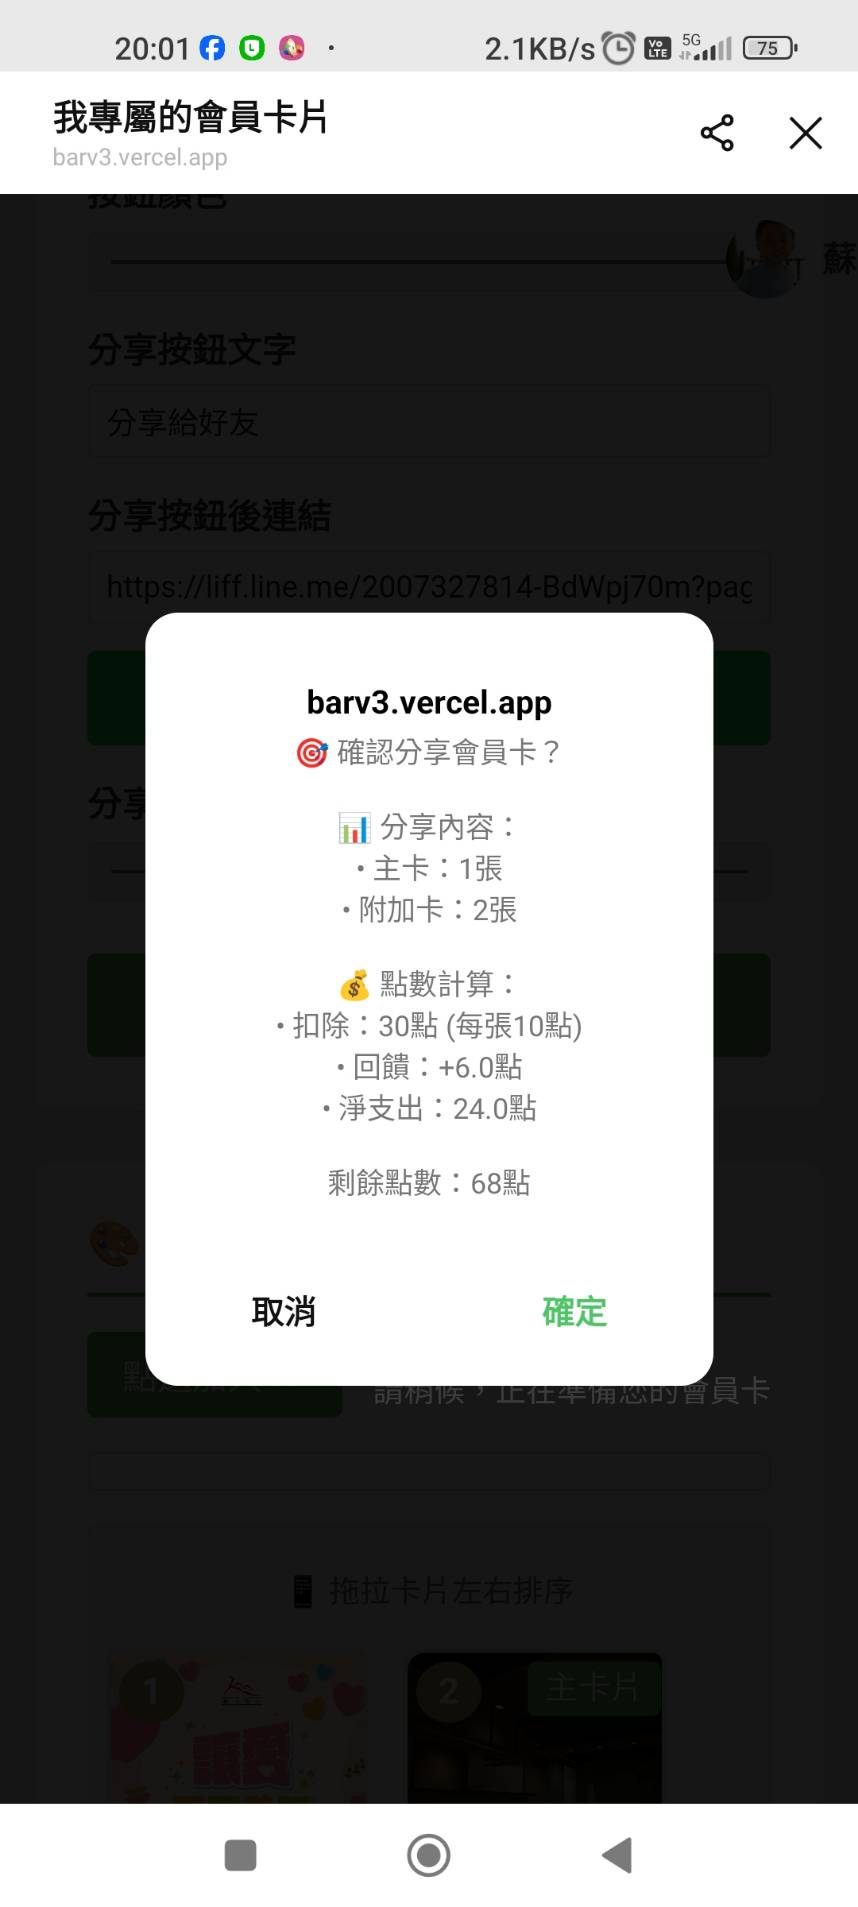 20:01
2.1KB/s
Vo LTE
5G
75
我專屬的會員卡片
barv3.vercel.app
按鈕顏色
蘇
分享按鈕文字
分享給好友
分享按鈕後連結
https://liff.line.me/2007327814-BdWpj70m?pag
分享
barv3.vercel.app
🎯 確認分享會員卡？
📊 分享內容：
• 主卡：1張
• 附加卡：2張
💰 點數計算：
• 扣除：30點 (每張10點)
• 回饋：+6.0點
• 淨支出：24.0點
剩餘點數：68點
取消
確定
請稍候，正在準備您的會員卡
📱 拖拉卡片左右排序
1
2
主卡片
讓愛